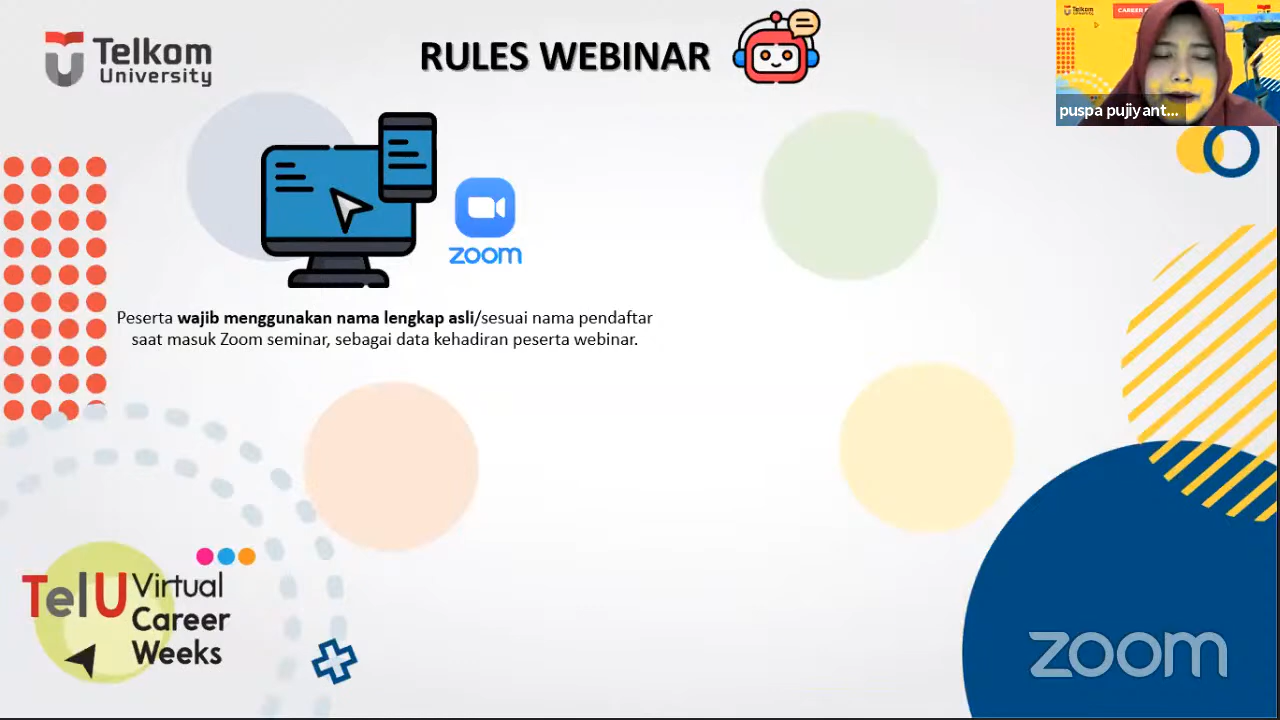 Telkom
University
RULES WEBINAR
puspa pujiyant...
zoom
Peserta wajib menggunakan nama lengkap asli/sesuai nama pendaftar
saat masuk Zoom seminar, sebagai data kehadiran peserta webinar.
TelU Virtual
Career
Weeks
zoom